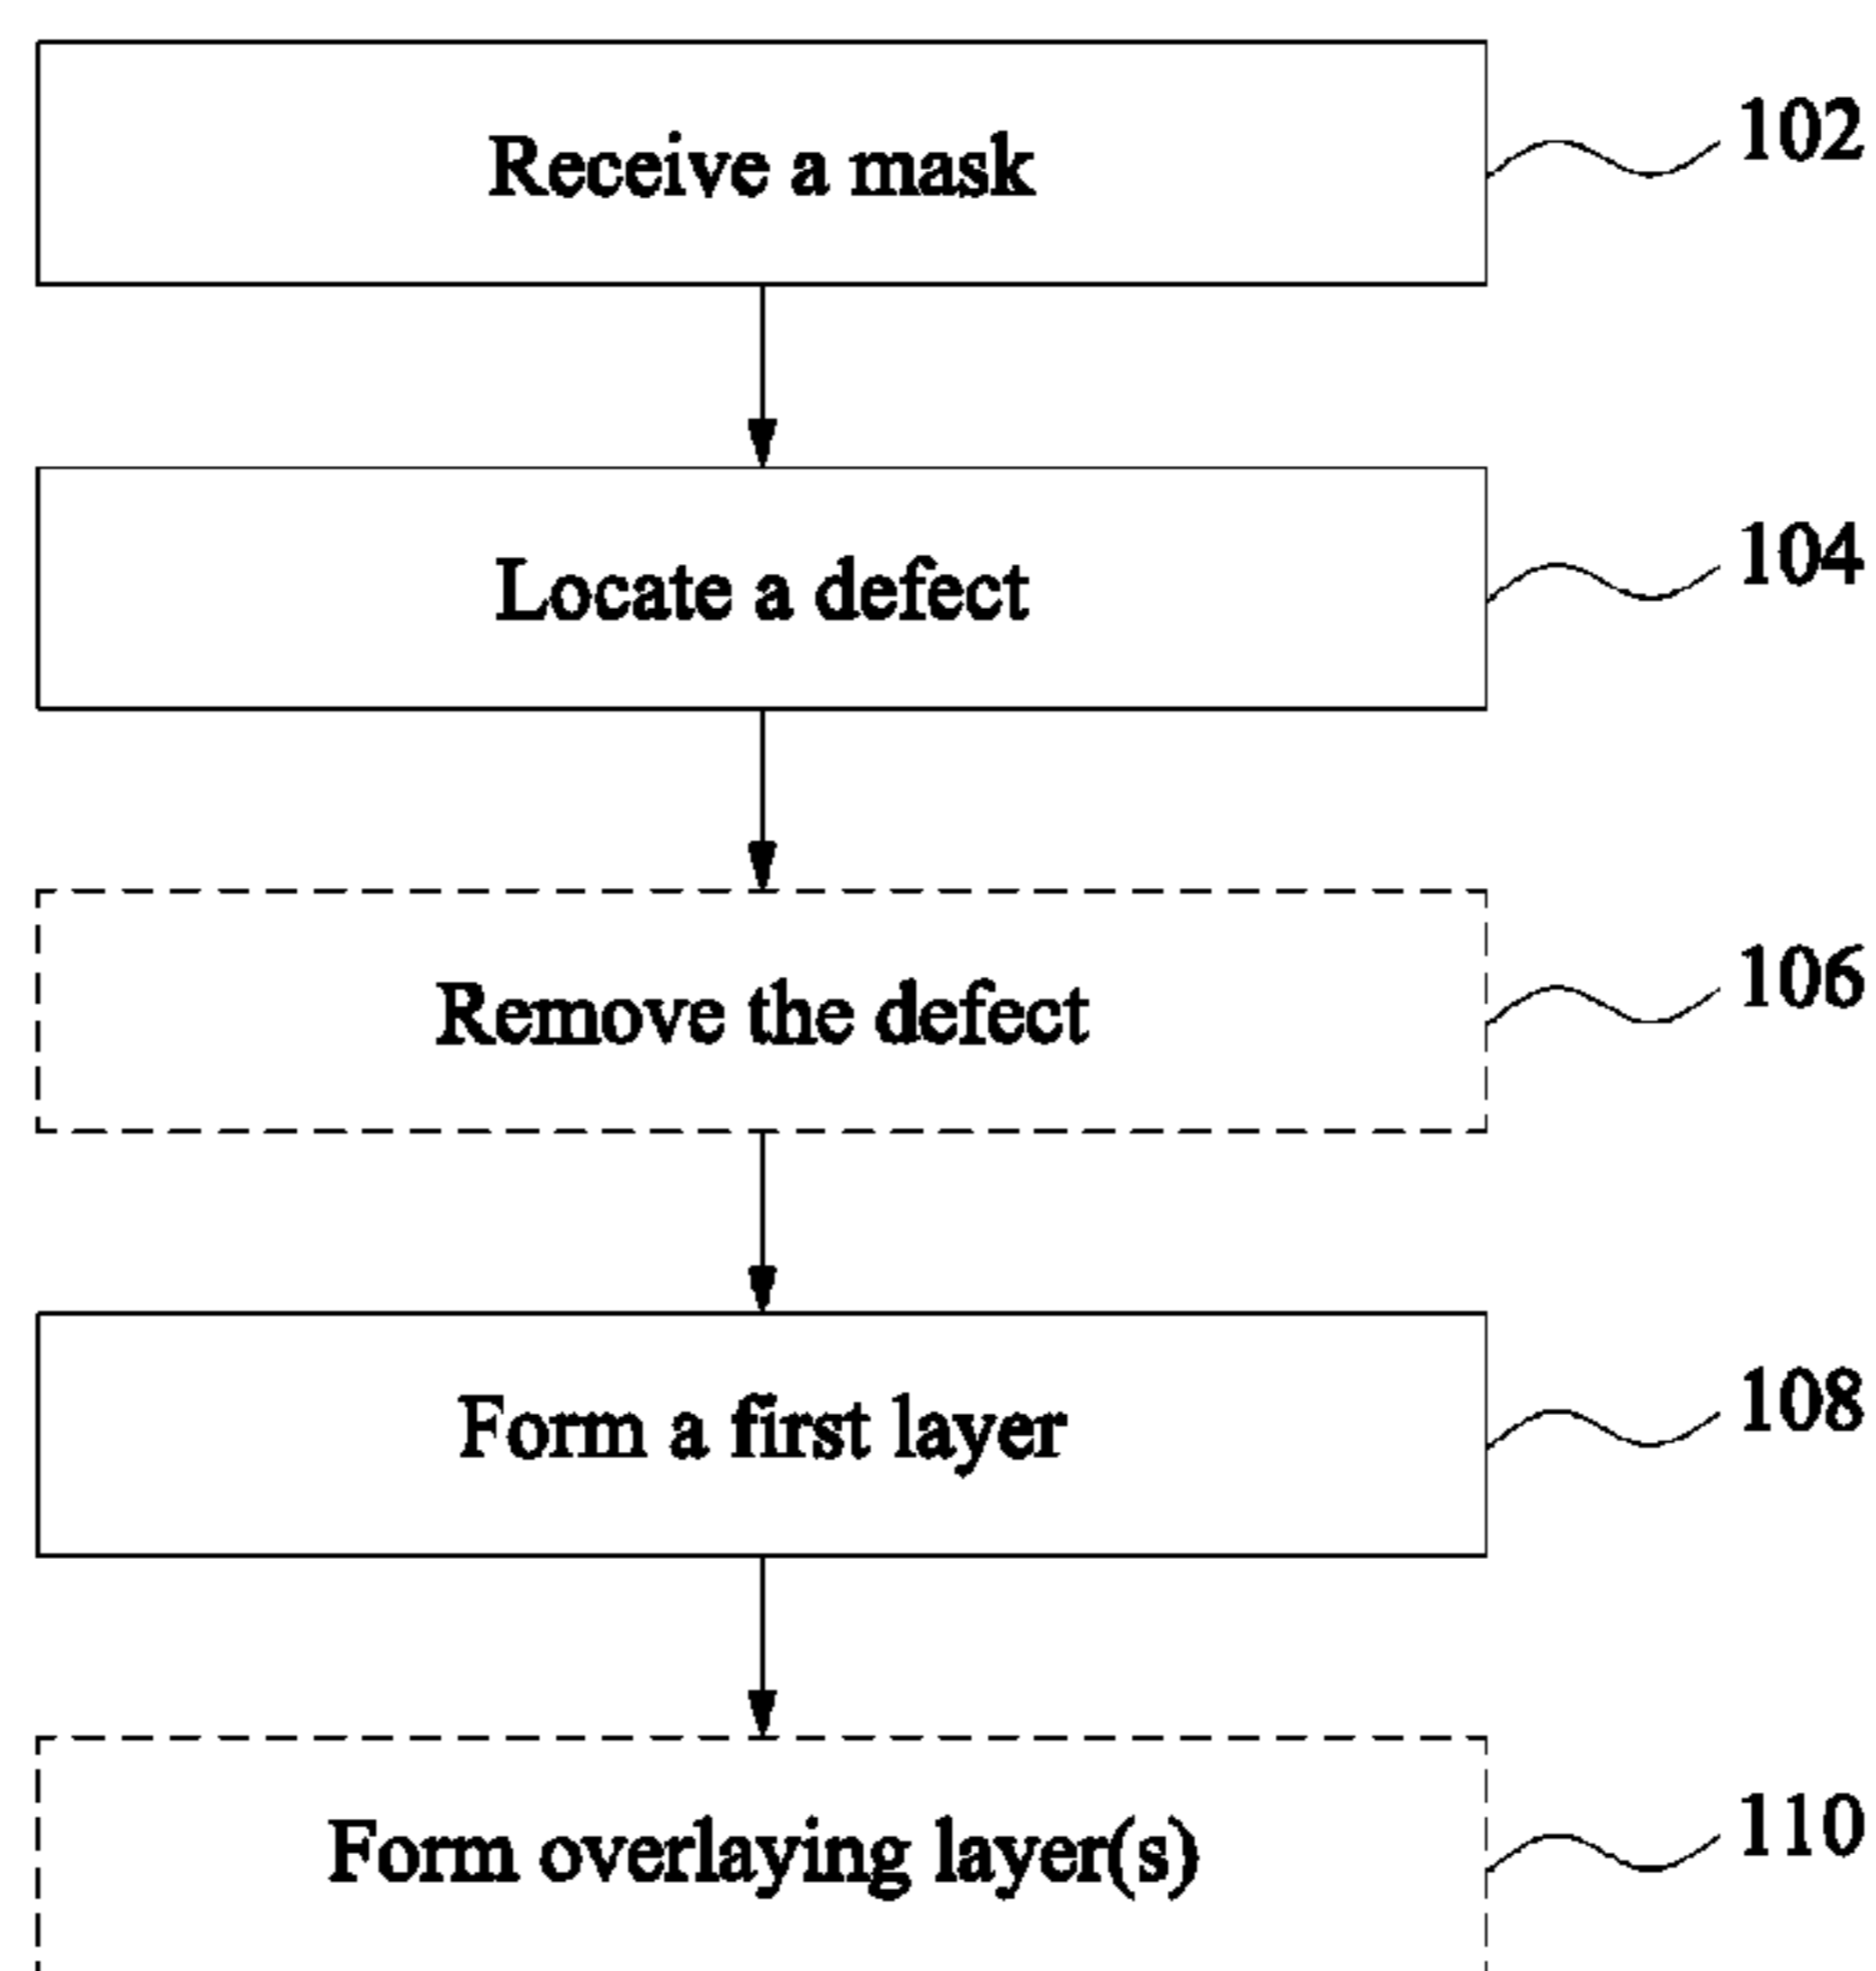 Receive a mask
102
Locate a defect
104
Remove the defect
106
Form a first layer
108
Form overlaying layer(s)
110